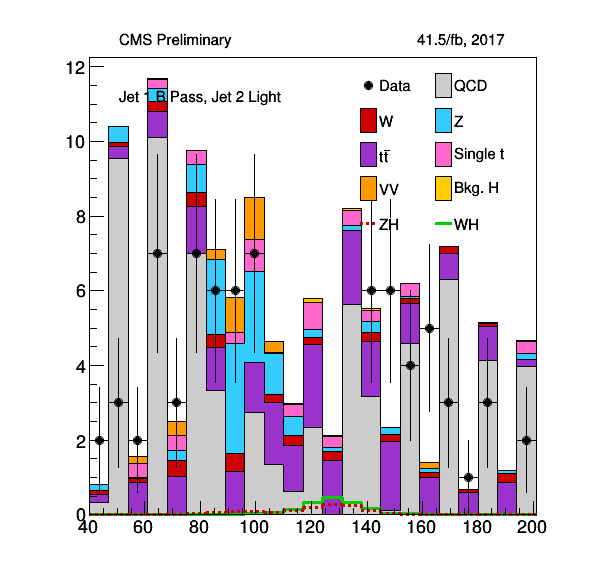 CMS Preliminary 41.5/fb, 2017
Jet 1 B Pass, Jet 2 Light
Data QCD
W Z
tt̄ Single t
VV Bkg. H
ZH WH
12
10
8
6
4
2
0
40 60 80 100 120 140 160 180 200